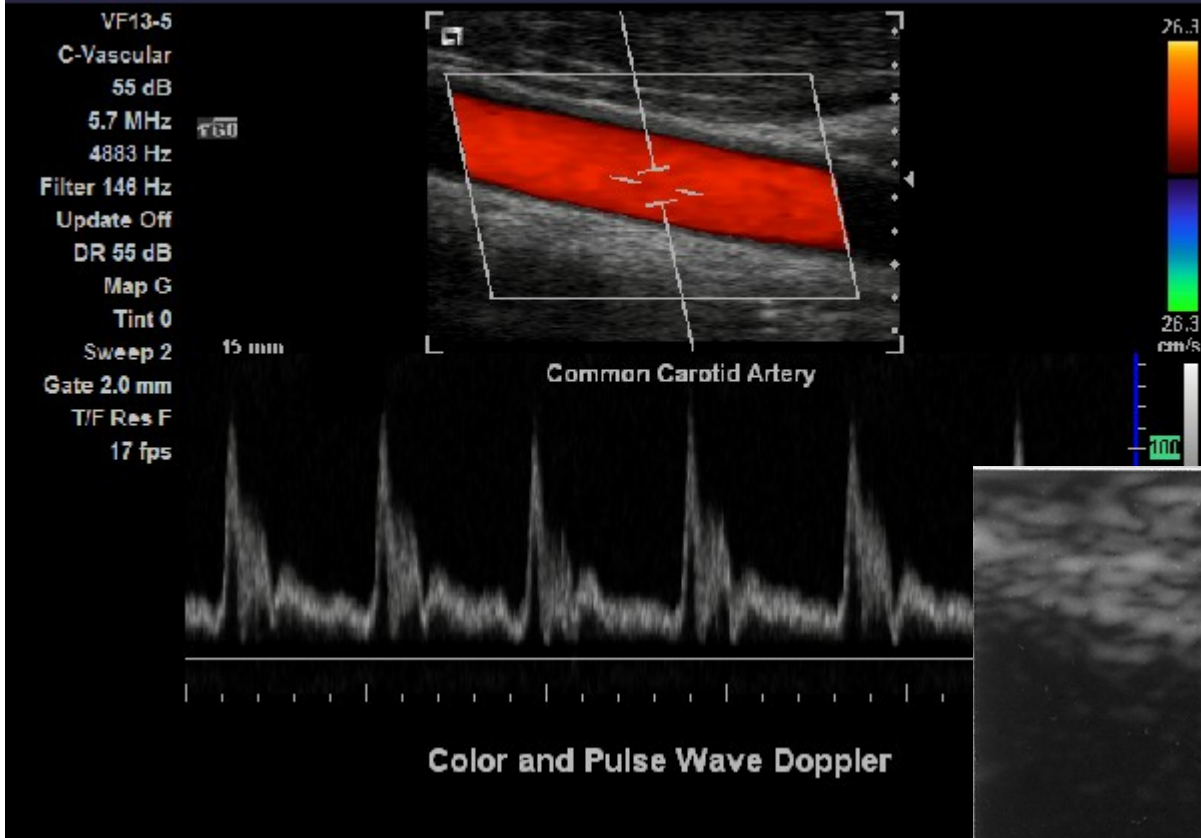 VF13-5
C-Vascular
55 dB
5.7 MHz
4883 Hz
Filter 146 Hz
Update Off
DR 55 dB
Map G
Tint 0
Sweep 2
Gate 2.0 mm
T/F Res F
17 fps
15 mm
26.3
26.3
cm/s
Common Carotid Artery
100
Color and Pulse Wave Doppler